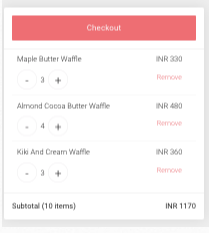 Checkout
Maple Butter Waffle INR 330
- 3 + Remove
Almond Cocoa Butter Waffle INR 480
- 4 + Remove
Kiki And Cream Waffle INR 360
- 3 + Remove
Subtotal (10 items) INR 1170